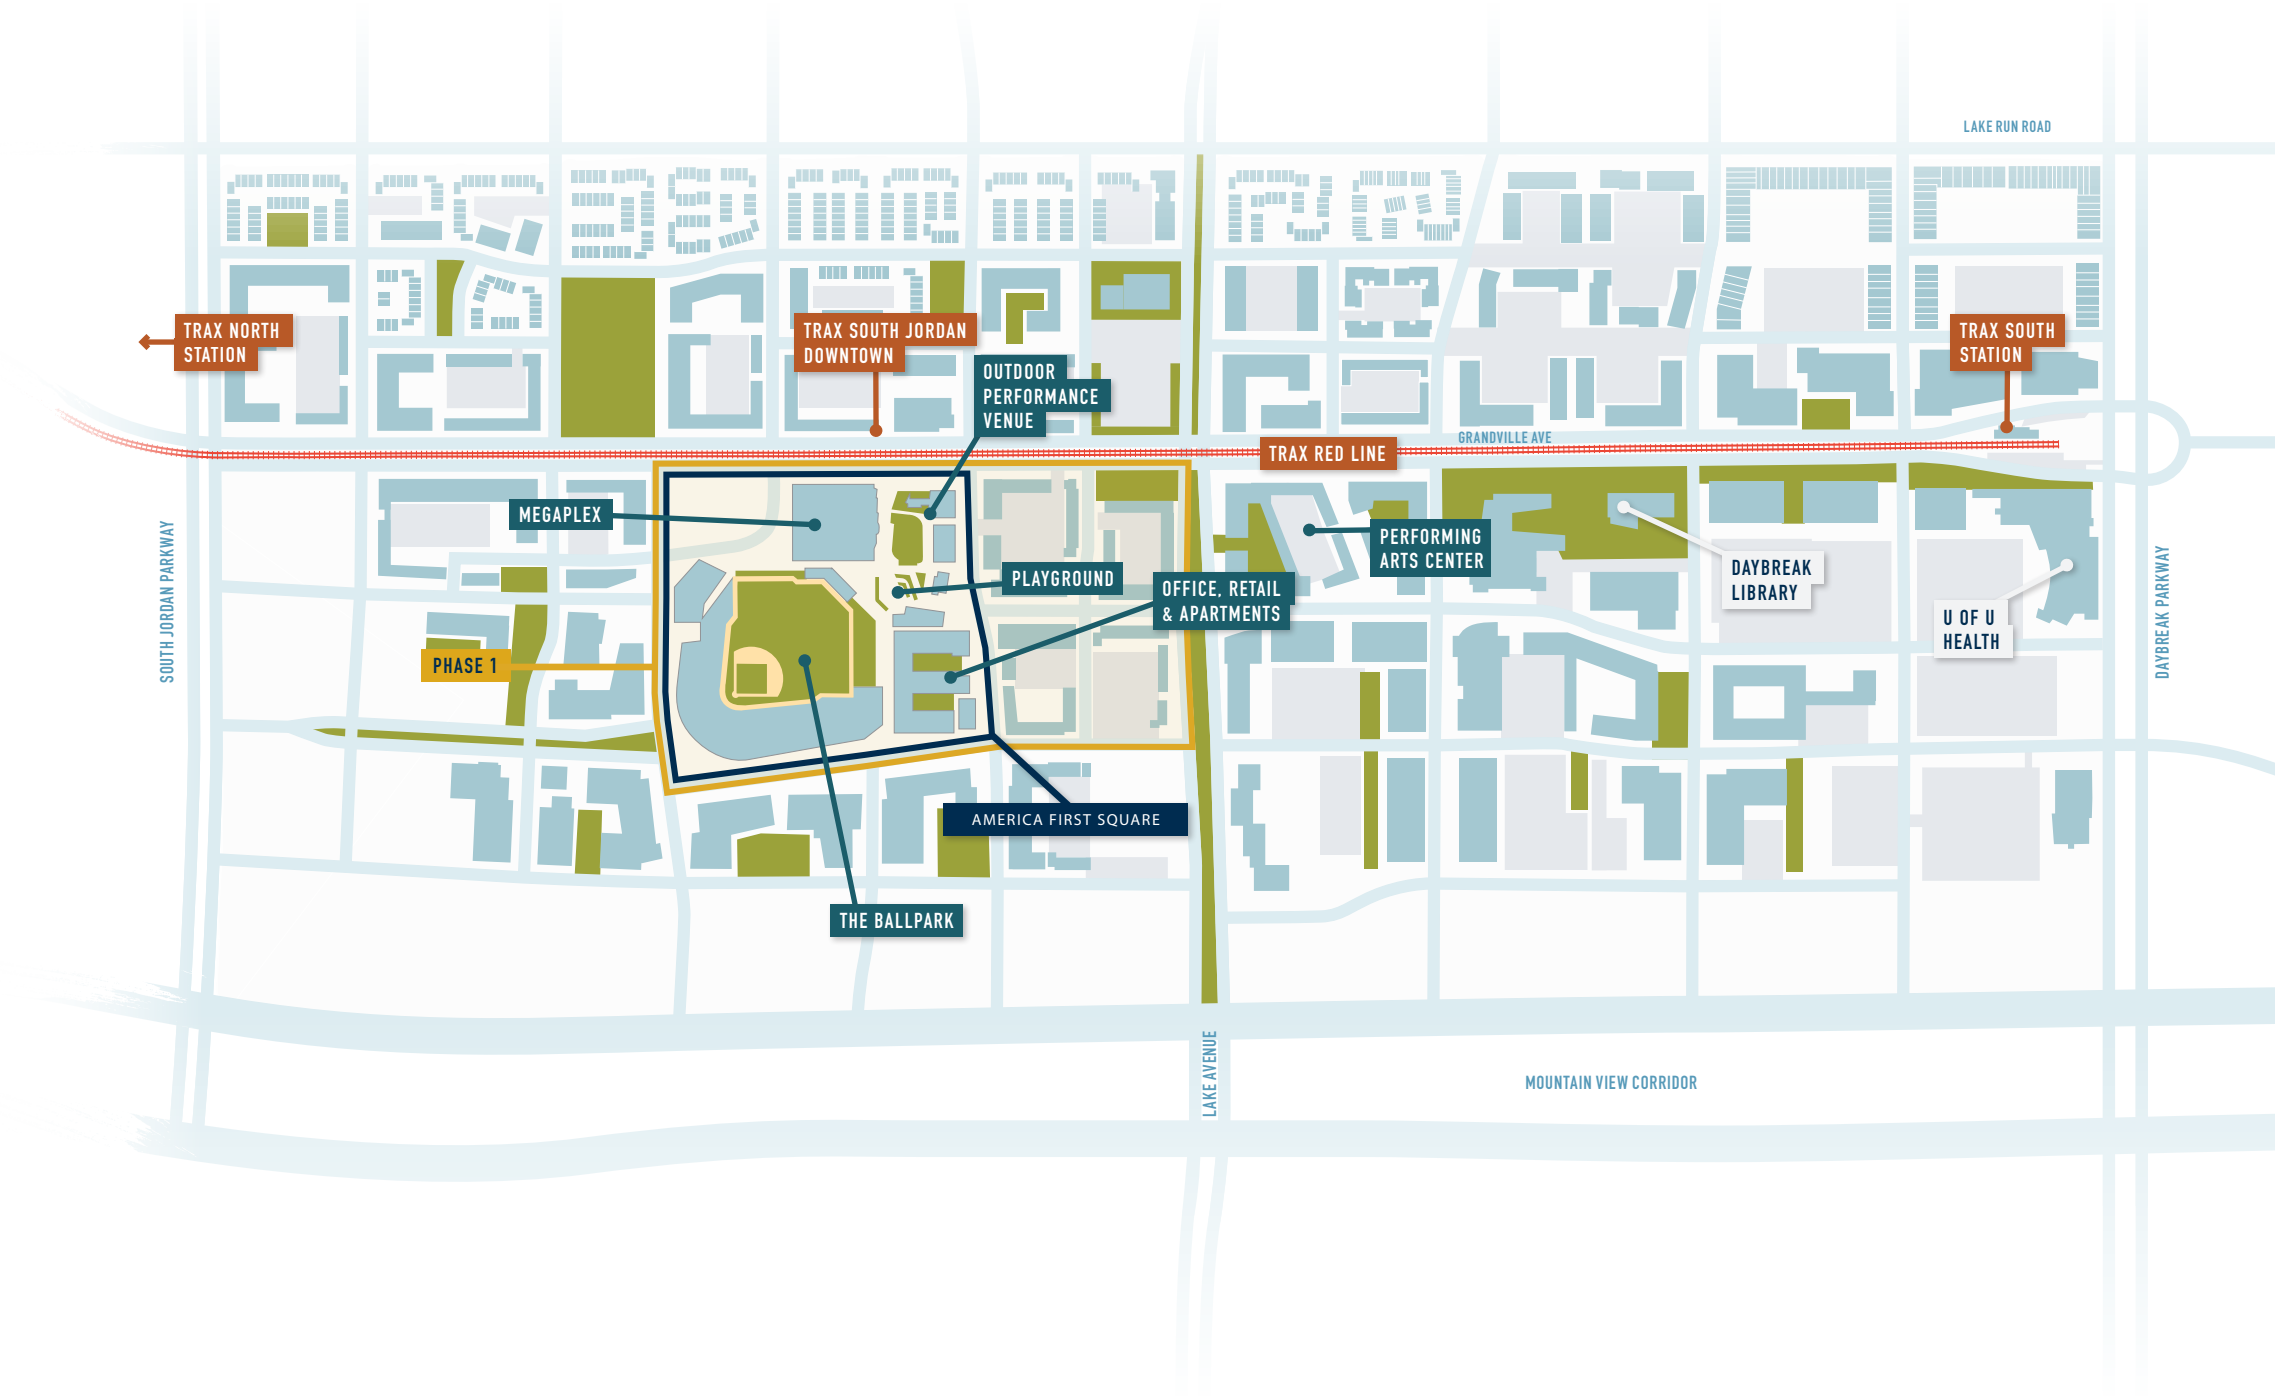 LAKE RUN ROAD
TRAX NORTH
STATION
TRAX SOUTH JORDAN
DOWNTOWN
TRAX SOUTH
STATION
OUTDOOR
PERFORMANCE
VENUE
GRANDVILLE AVE
TRAX RED LINE
MEGAPLEX
PERFORMING
ARTS CENTER
PLAYGROUND
OFFICE, RETAIL
& APARTMENTS
DAYBREAK
LIBRARY
U OF U
HEALTH
SOUTH JORDAN PARKWAY
DAYBREAK PARKWAY
PHASE 1
AMERICA FIRST SQUARE
THE BALLPARK
LAKE AVENUE
MOUNTAIN VIEW CORRIDOR